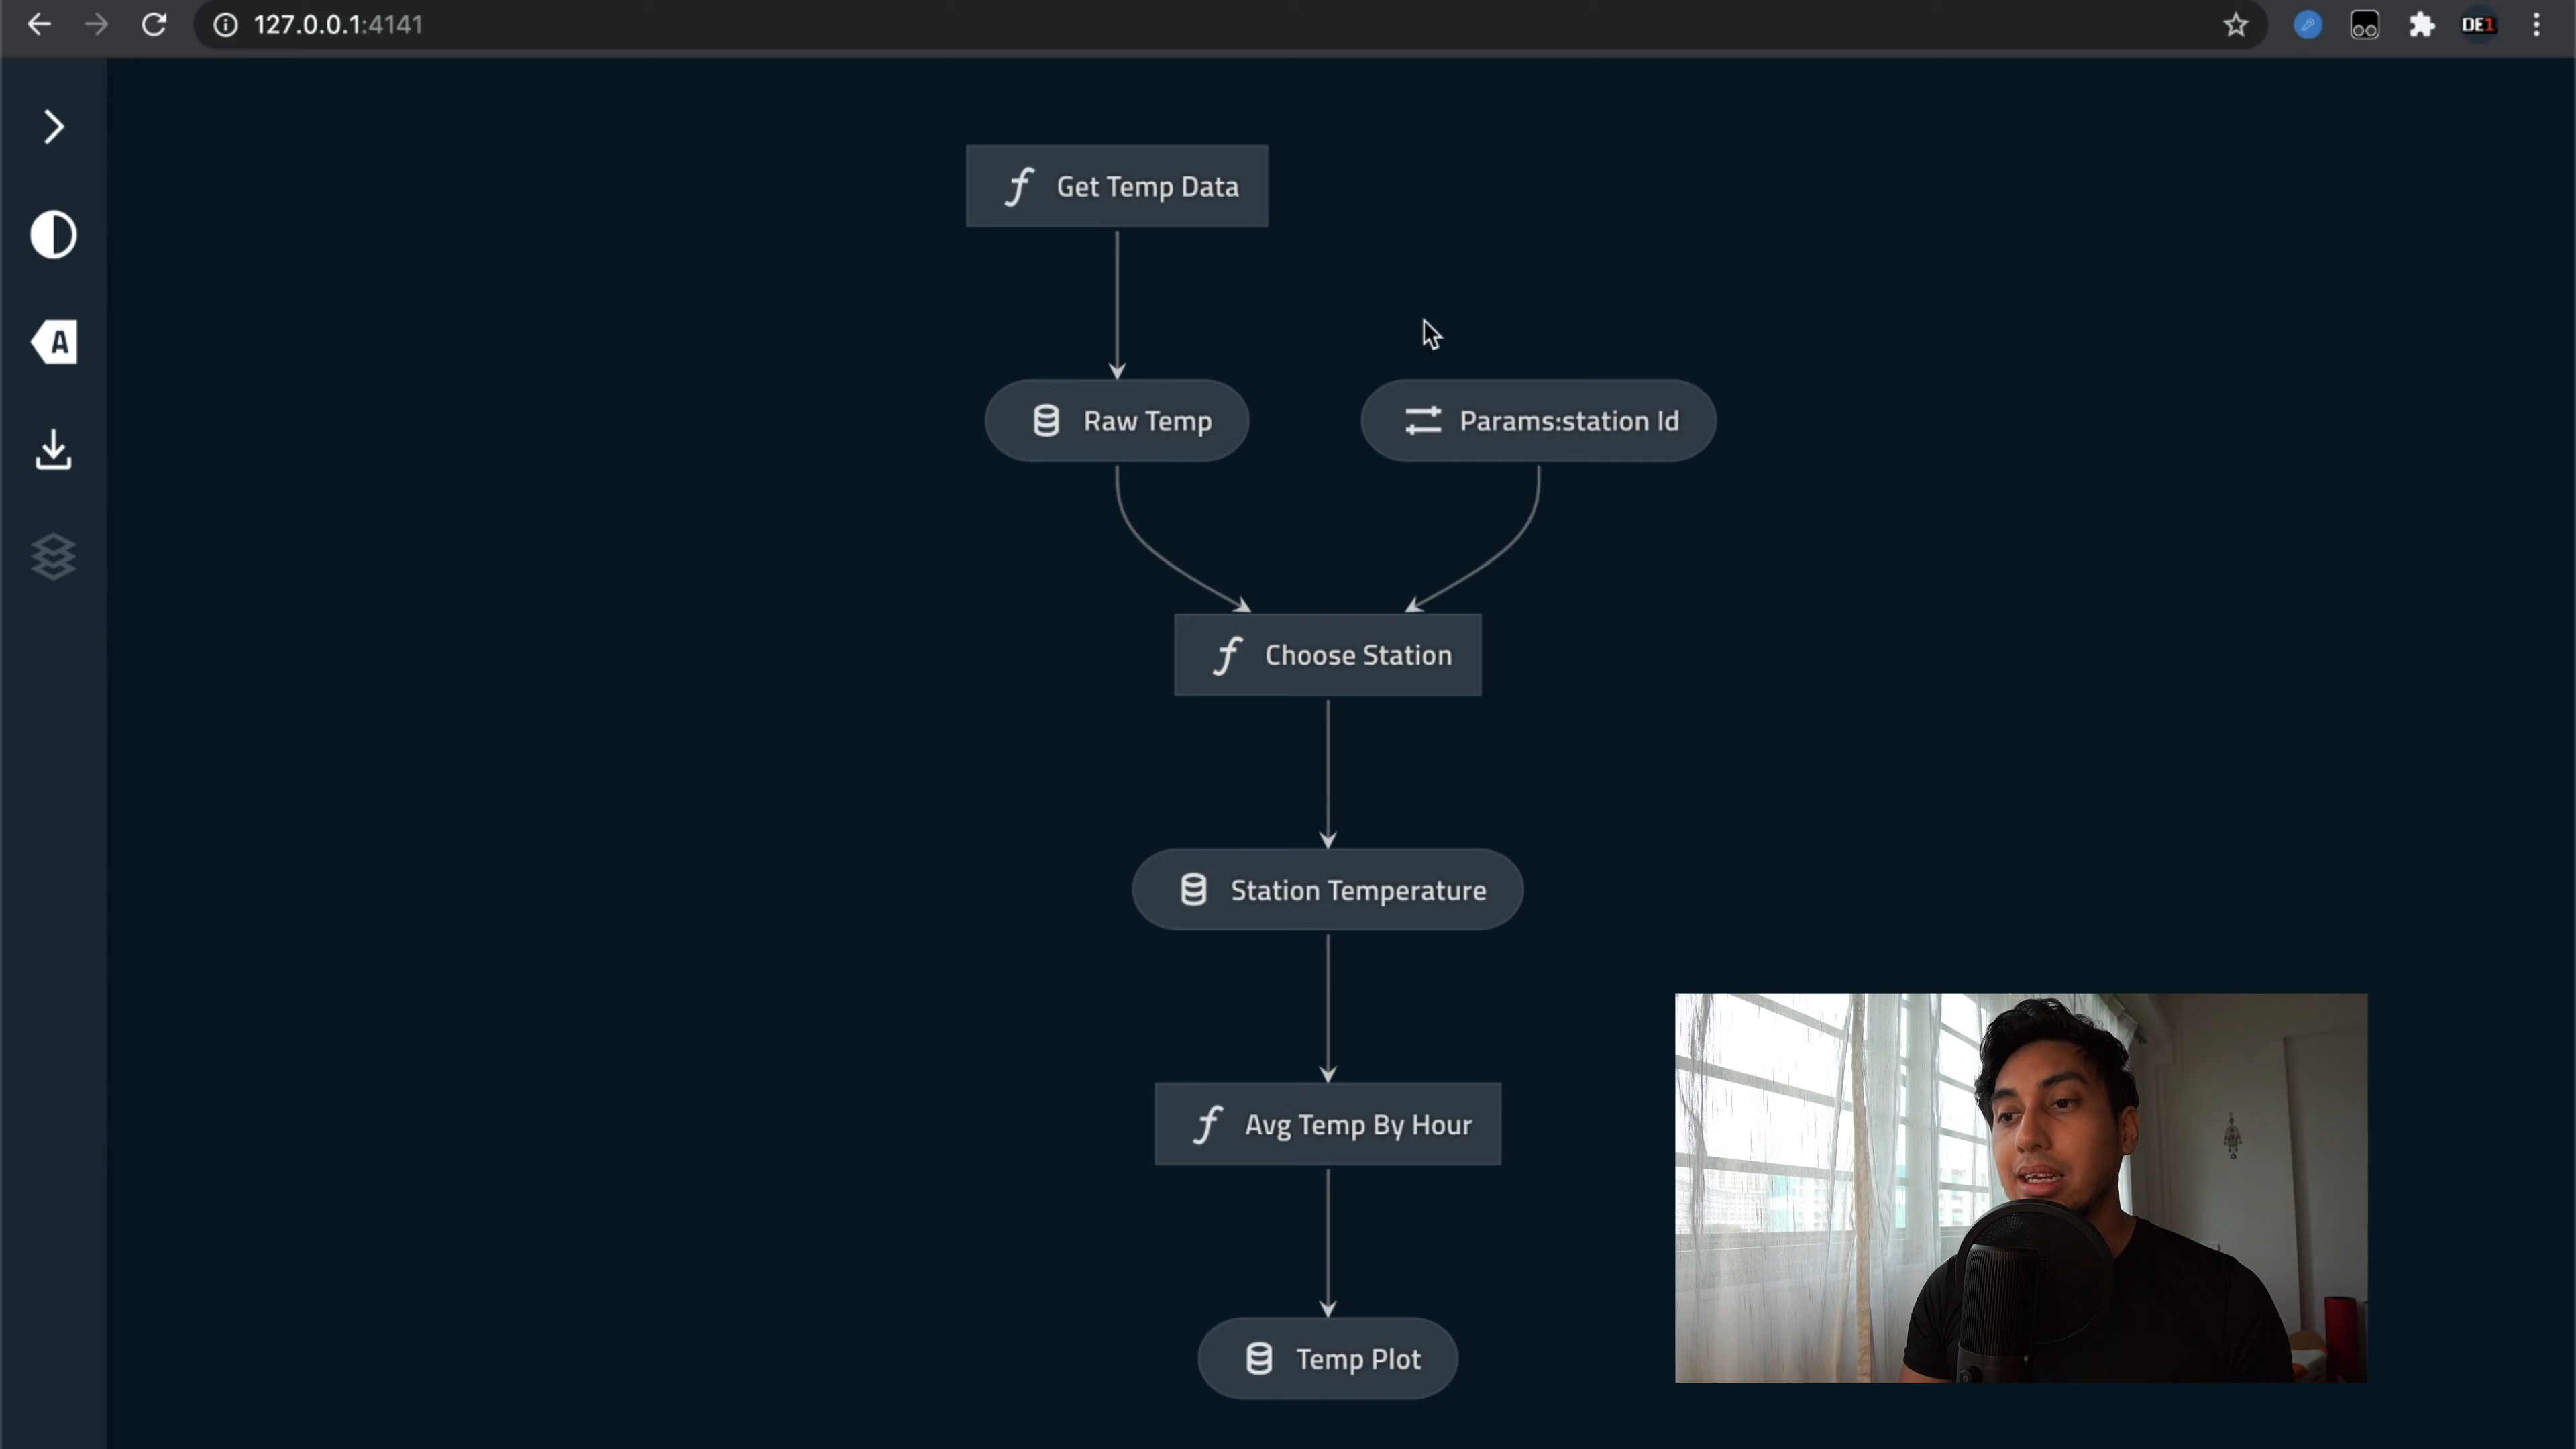 127.0.0.1:4141
DE1
A
Get Temp Data
Raw Temp
Params:station Id
Choose Station
Station Temperature
Avg Temp By Hour
Temp Plot